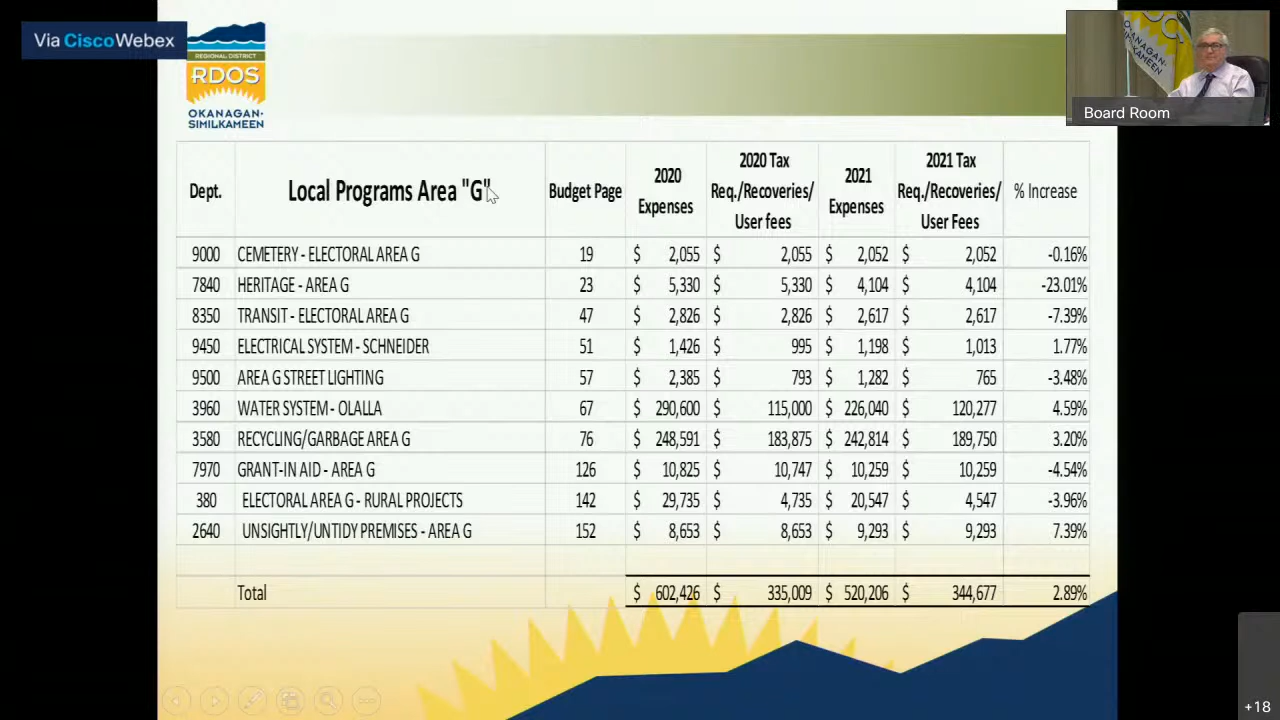 Via Cisco Webex
REGIONAL DISTRICT
RDOS
OKANAGAN-
SIMILKAMEEN
OKANAGAN-
SIMILKAMEEN
Board Room
Dept. Local Programs Area "G" Budget Page 2020 Expenses 2020 Tax Req./Recoveries/ User fees 2021 Expenses 2021 Tax Req./Recoveries/ User Fees % Increase
9000 CEMETERY - ELECTORAL AREA G 19 $ 2,055 $ 2,055 $ 2,052 $ 2,052 -0.16%
7840 HERITAGE - AREA G 23 $ 5,330 $ 5,330 $ 4,104 $ 4,104 -23.01%
8350 TRANSIT - ELECTORAL AREA G 47 $ 2,826 $ 2,826 $ 2,617 $ 2,617 -7.39%
9450 ELECTRICAL SYSTEM - SCHNEIDER 51 $ 1,426 $ 995 $ 1,198 $ 1,013 1.77%
9500 AREA G STREET LIGHTING 57 $ 2,385 $ 793 $ 1,282 $ 765 -3.48%
3960 WATER SYSTEM - OLALLA 67 $ 290,600 $ 115,000 $ 226,040 $ 120,277 4.59%
3580 RECYCLING/GARBAGE AREA G 76 $ 248,591 $ 183,875 $ 242,814 $ 189,750 3.20%
7970 GRANT-IN AID - AREA G 126 $ 10,825 $ 10,747 $ 10,259 $ 10,259 -4.54%
380 ELECTORAL AREA G - RURAL PROJECTS 142 $ 29,735 $ 4,735 $ 20,547 $ 4,547 -3.96%
2640 UNSIGHTLY/UNTIDY PREMISES - AREA G 152 $ 8,653 $ 8,653 $ 9,293 $ 9,293 7.39%
Total $ 602,426 $ 335,009 $ 520,206 $ 344,677 2.89%
+18